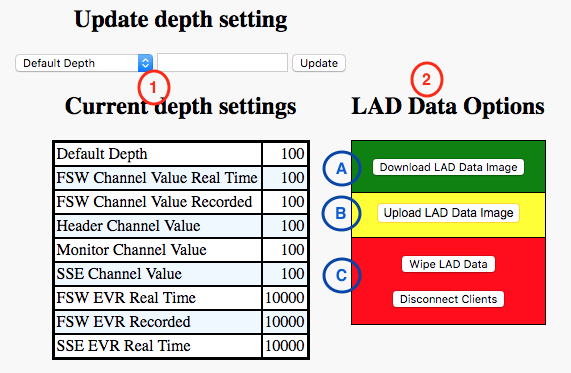 Update depth setting
Default Depth Update
1 2
Current depth settings LAD Data Options
Default Depth 100
FSW Channel Value Real Time 100
FSW Channel Value Recorded 100
Header Channel Value 100
Monitor Channel Value 100
SSE Channel Value 100
FSW EVR Real Time 10000
FSW EVR Recorded 10000
SSE EVR Real Time 10000
A Download LAD Data Image
B Upload LAD Data Image
C Wipe LAD Data
Disconnect Clients